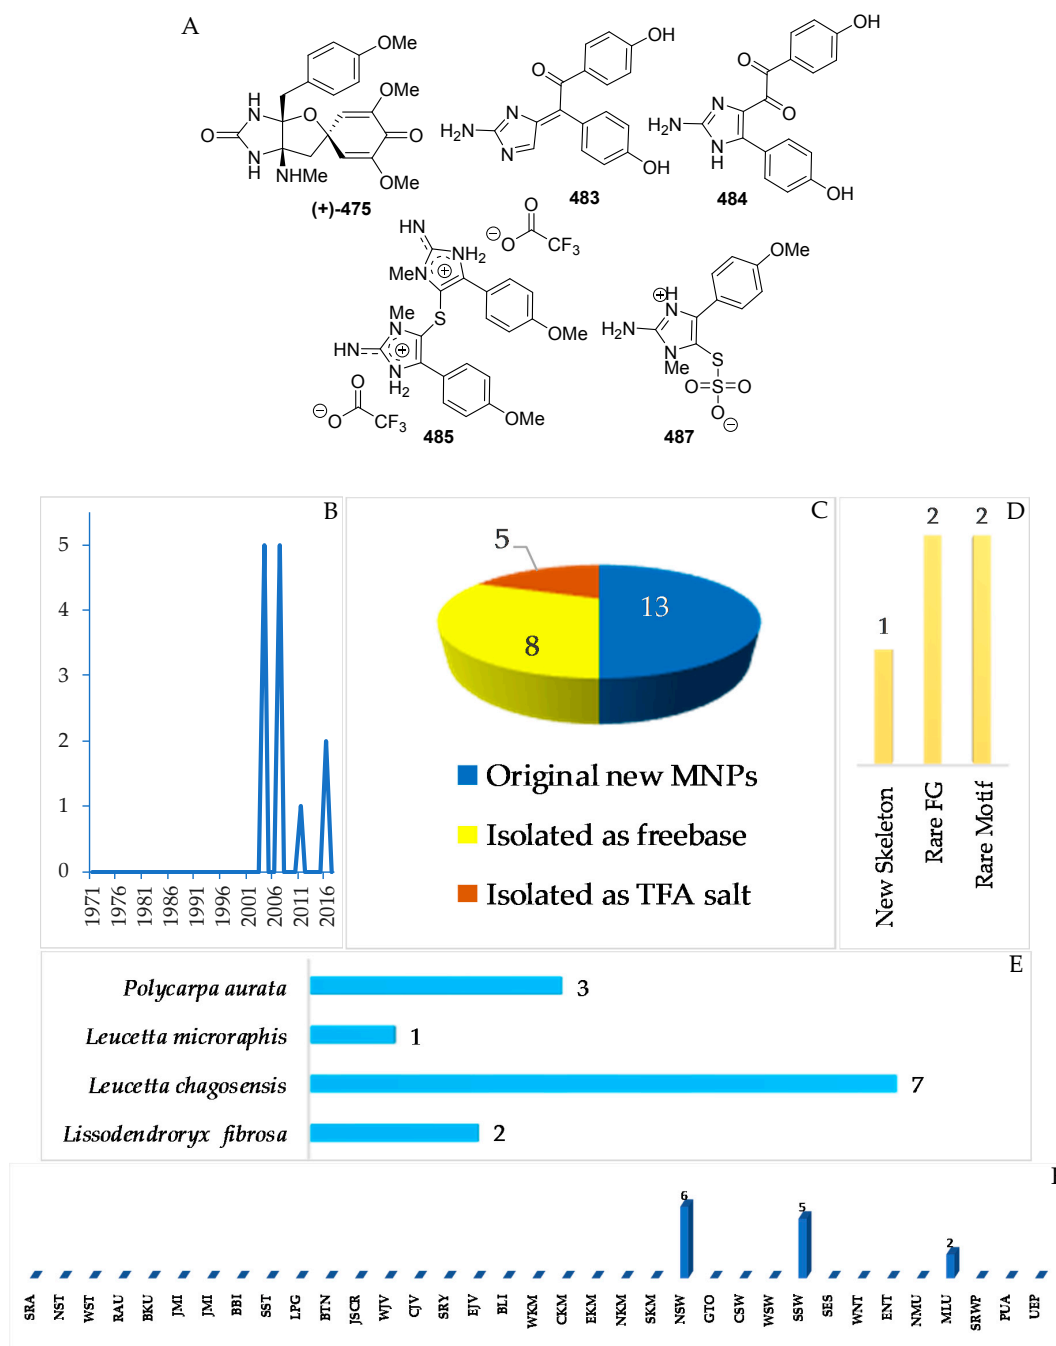 A
OMe
OMe
O
OMe
H
N
O
N
H
NHMe
O
(+)-475
OH
O
N
H2N
N
OH
483
OH
O
O
N
H2N
N
H
OH
484
HN
NH2
MeN
S
OMe
Me
N
HN
N
H2
OMe
O
O
CF3
O
O
CF3
485
OMe
H
N
H2N
N
Me
S
O=S=O
O
487
B
5
4
3
2
1
0
1971
1976
1981
1986
1991
1996
2001
2006
2011
2016
C
5
13
8
Original new MNPs
Isolated as freebase
Isolated as TFA salt
D
1
2
2
New Skeleton
Rare FG
Rare Motif
E
Polycarpa aurata
3
Leucetta microraphis
1
Leucetta chagosensis
7
Lissodendroryx fibrosa
2
6
5
2
SRA
NST
WST
RAU
BKU
JMI
JMI
BBI
SST
LPG
BTN
JSCR
WJV
CJV
SRY
EJV
BLI
WKM
CKM
EKM
NKM
SKM
NSW
GTO
CSW
WSW
SSW
SES
WNT
ENT
NMU
MLU
SRWP
PUA
UEP